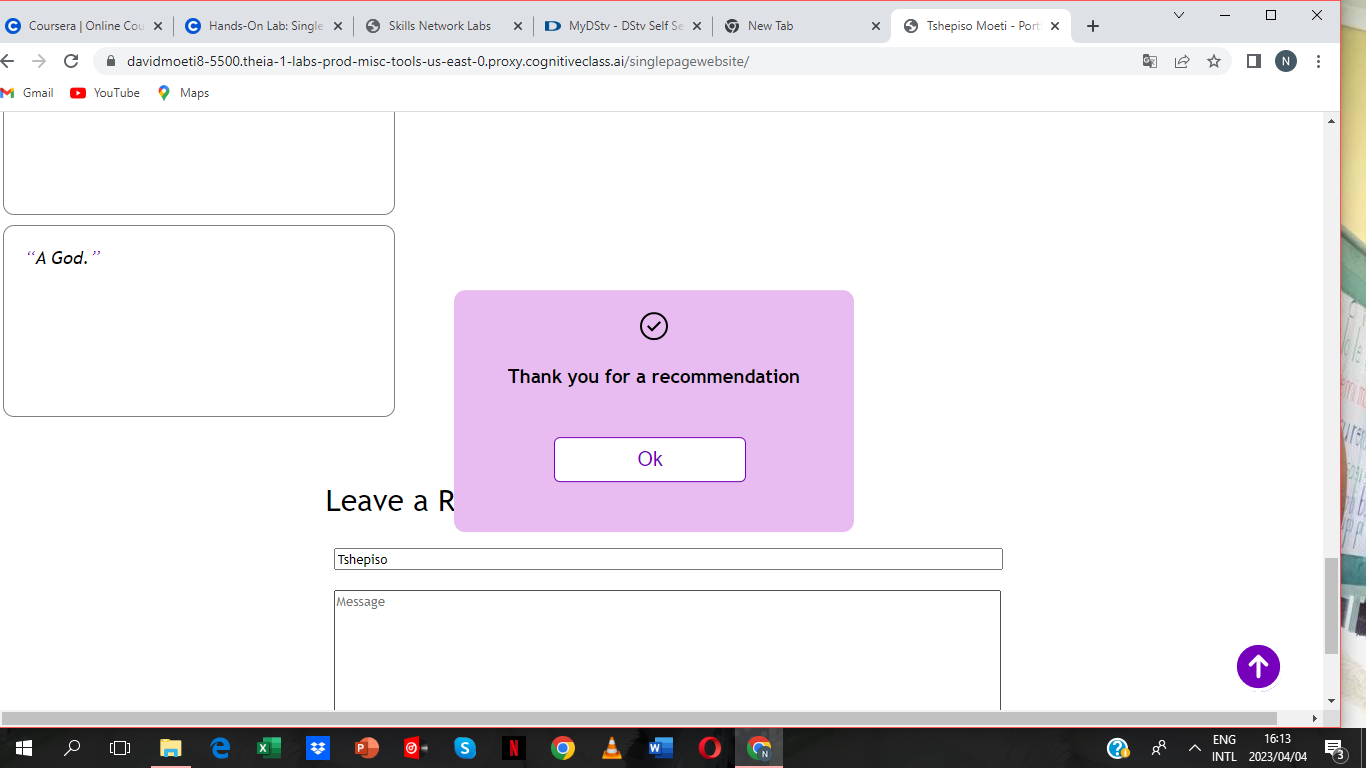 Coursera | Online Cou
Hands-On Lab: Single
Skills Network Labs
MyDStv - DStv Self Se
New Tab
Tshepiso Moeti - Port
davidmoeti8-5500.theia-1-labs-prod-misc-tools-us-east-0.proxy.cognitiveclass.ai/singlepagewebsite/
N
Gmail
YouTube
Maps
“A God.”
Thank you for a recommendation
Ok
Leave a R
Tshepiso
Message
ENG
INTL
16:13
2023/04/04
3